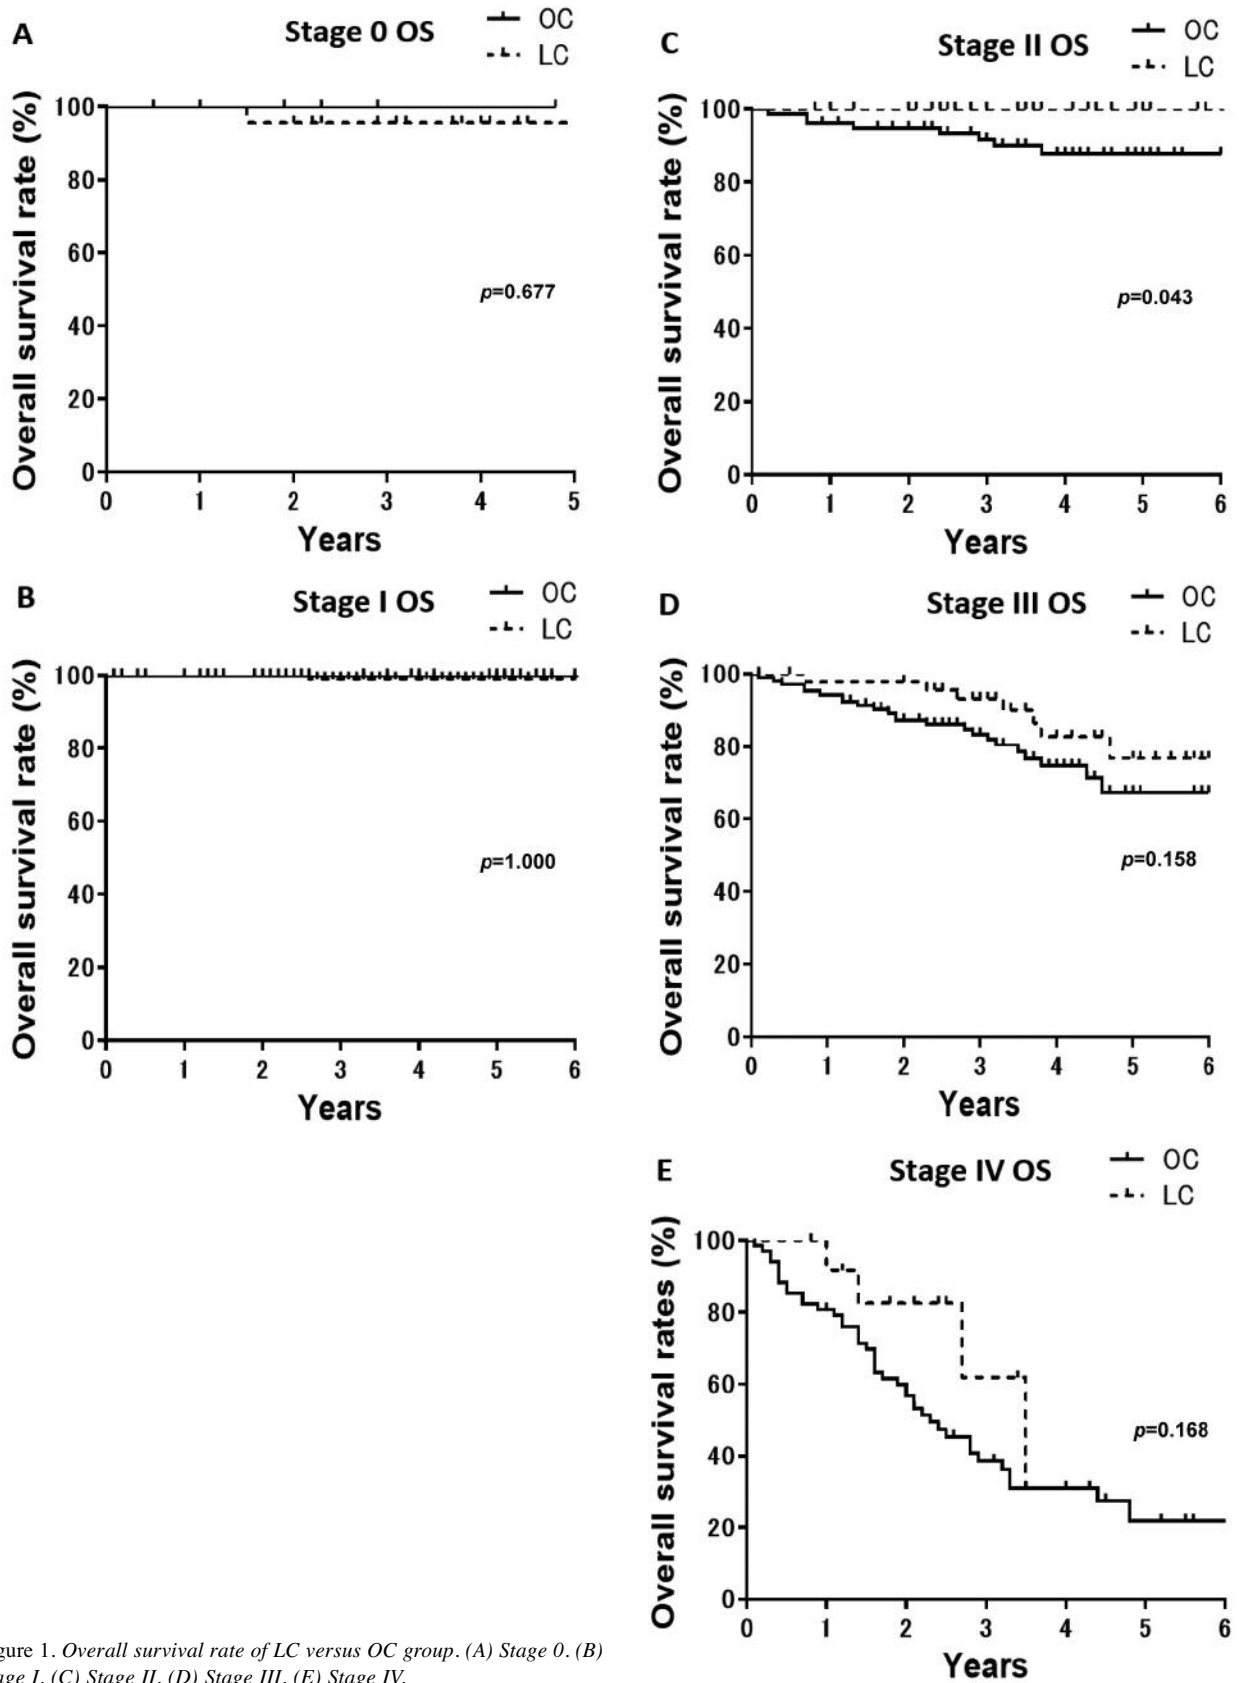 A
Stage 0 OS
OC
LC
Overall survival rate (%)
100
80
60
40
20
0
0 1 2 3 4 5
Years
p=0.677
B
Stage I OS
OC
LC
Overall survival rate (%)
100
80
60
40
20
0
0 1 2 3 4 5 6
Years
p=1.000
C
Stage II OS
OC
LC
Overall survival rate (%)
100
80
60
40
20
0
0 1 2 3 4 5 6
Years
p=0.043
D
Stage III OS
OC
LC
Overall survival rate (%)
100
80
60
40
20
0
0 1 2 3 4 5 6
Years
p=0.158
E
Stage IV OS
OC
LC
Overall survival rates (%)
100
80
60
40
20
0
0 1 2 3 4 5 6
Years
p=0.168
gure 1. Overall survival rate of LC versus OC group. (A) Stage 0. (B)
age I. (C) Stage II. (D) Stage III. (E) Stage IV.